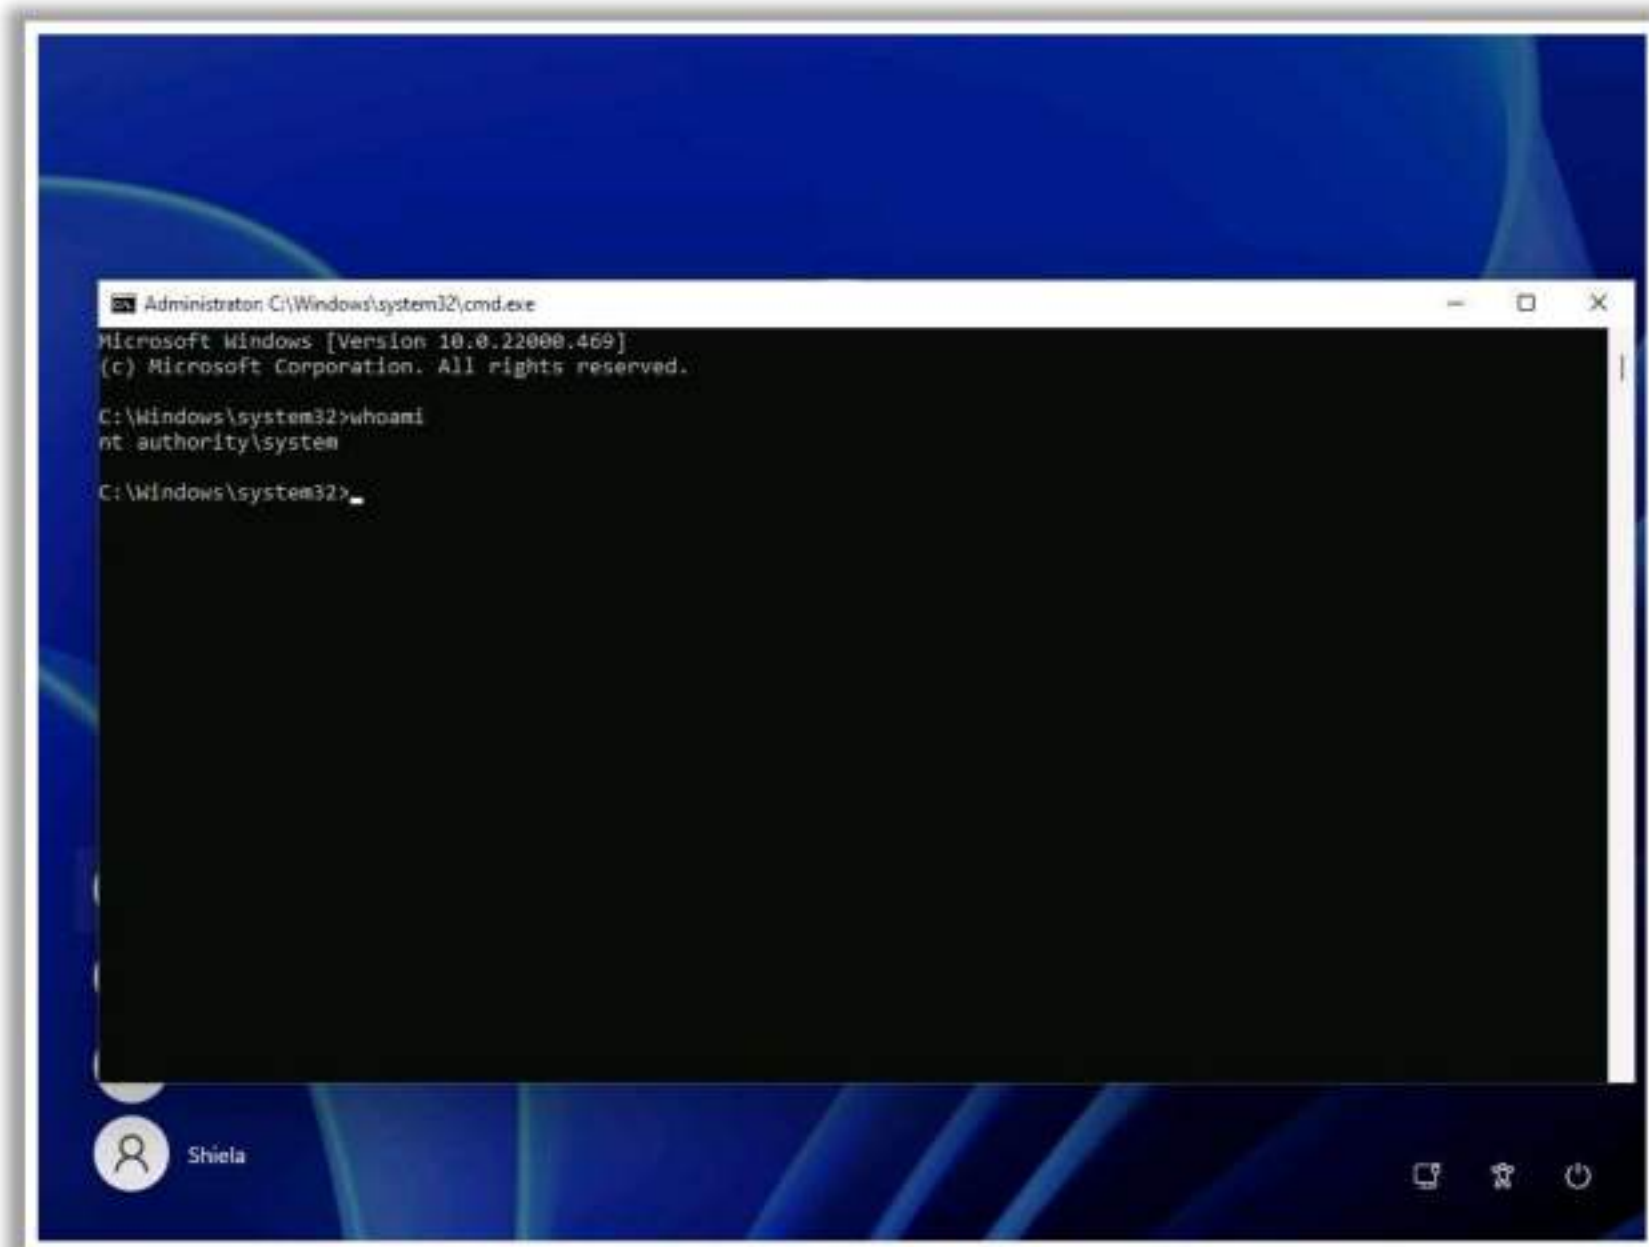 Administrator: C:\Windows\system32\cmd.exe
Microsoft Windows [Version 10.0.22000.469]
(c) Microsoft Corporation. All rights reserved.
C:\Windows\system32>whoami
nt authority\system
C:\Windows\system32>
Shiela